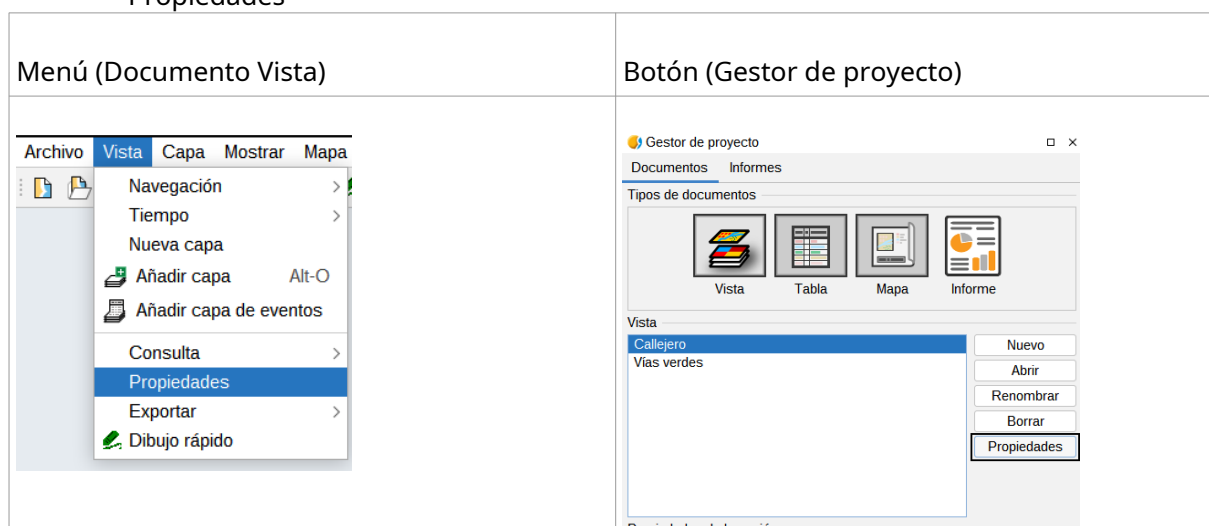 Propiedades
Menú (Documento Vista)
Botón (Gestor de proyecto)
Archivo Vista Capa Mostrar Mapa
Navegación
Tiempo
Nueva capa
Añadir capa Alt-O
Añadir capa de eventos
Consulta
Propiedades
Exportar
Dibujo rápido
Gestor de proyecto
Documentos Informes
Tipos de documentos
Vista Tabla Mapa Informe
Vista
Callejero
Vías verdes
Nuevo
Abrir
Renombrar
Borrar
Propiedades